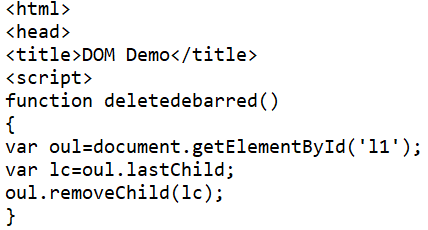 <html>
<head>
<title>DOM Demo</title>
<script>
function deletedebarred()
{
var oul=document.getElementById('l1');
var lc=oul.lastChild;
oul.removeChild(lc);
}